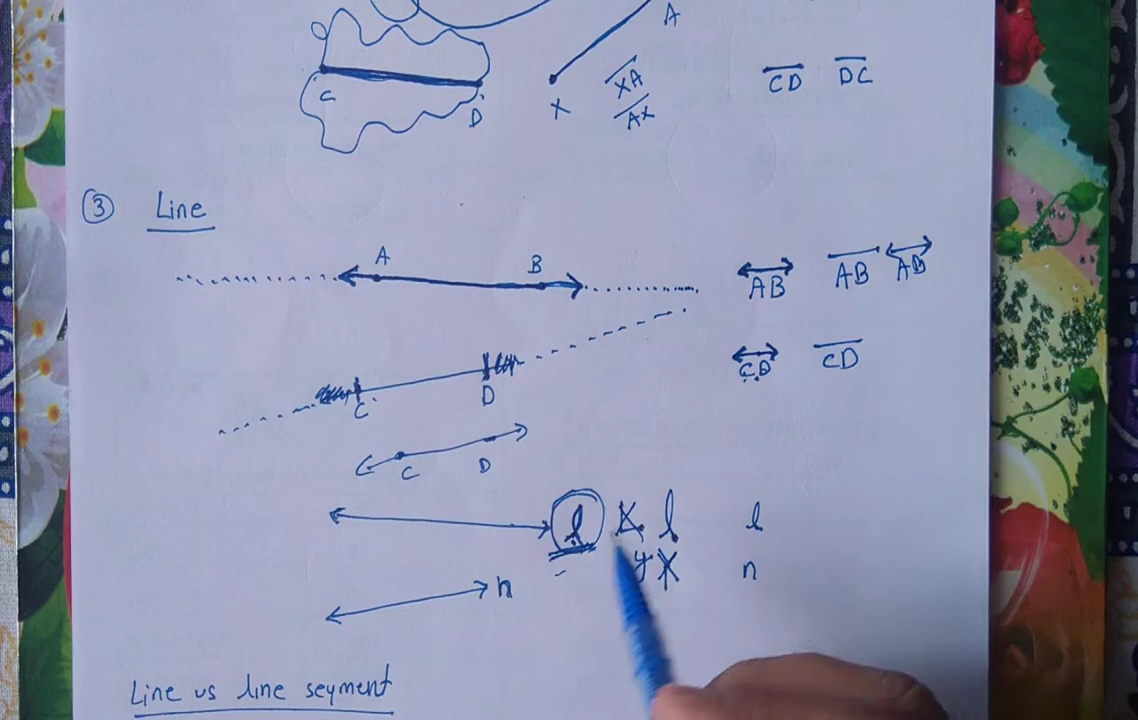 A
C D X XA CD DC
AX
③ Line
A B AB AB AB
C D CD CD
C D
l X l l
n y X n
Line vs line segment